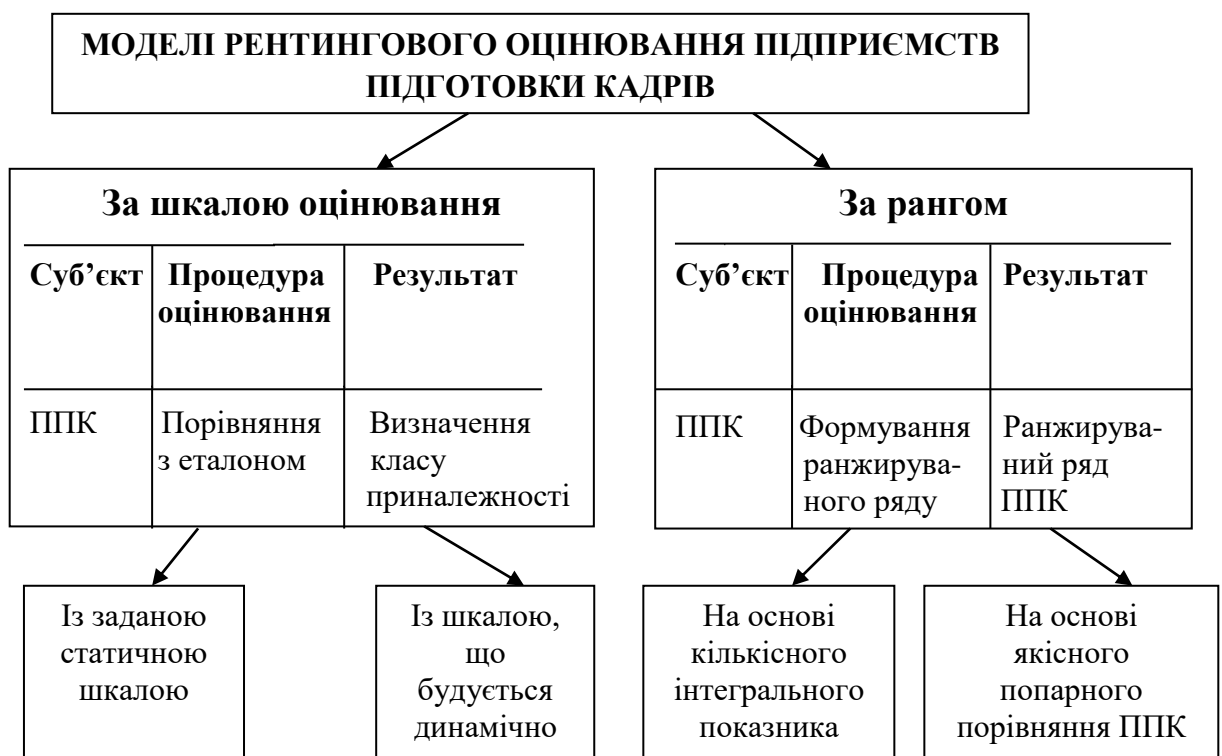 МОДЕЛІ РЕНТИНГОВОГО ОЦІНЮВАННЯ ПІДПРИЄМСТВ
ПІДГОТОВКИ КАДРІВ
За шкалою оцінювання
Суб’єкт
Процедура
оцінювання
Результат
ППК
Порівняння
з еталоном
Визначення
класу
приналежності
За рангом
Суб’єкт
Процедура
оцінювання
Результат
ППК
Формування
ранжирува-
ного ряду
Ранжирува-
ний ряд
ППК
Із заданою
статичною
шкалою
Із шкалою,
що
будується
динамічно
На основі
кількісного
інтегрального
показника
На основі
якісного
попарного
порівняння ППК